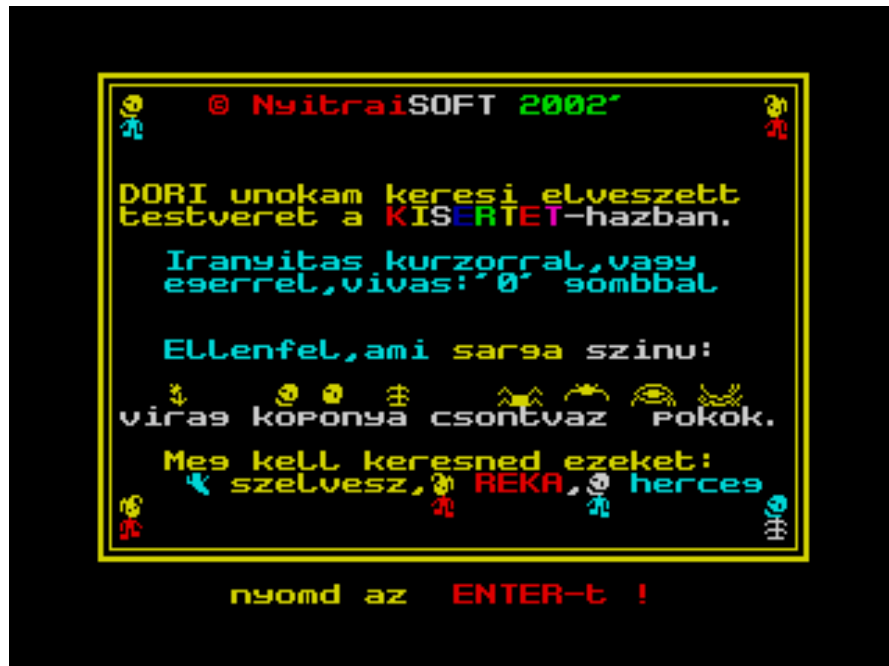 © NyitraiSOFT 2002'
DORI unokam keresi elveszett
testveret a KISERTET-hazban.
Iranyitas kurzorral,vagy
egerrel,vivas:'0' gombbal
Ellenfel,ami sarga szinu:
virag koponya csontvaz pokok.
Meg kell keresned ezeket:
szelvesz, REKA, herceg
nyomd az ENTER-t !